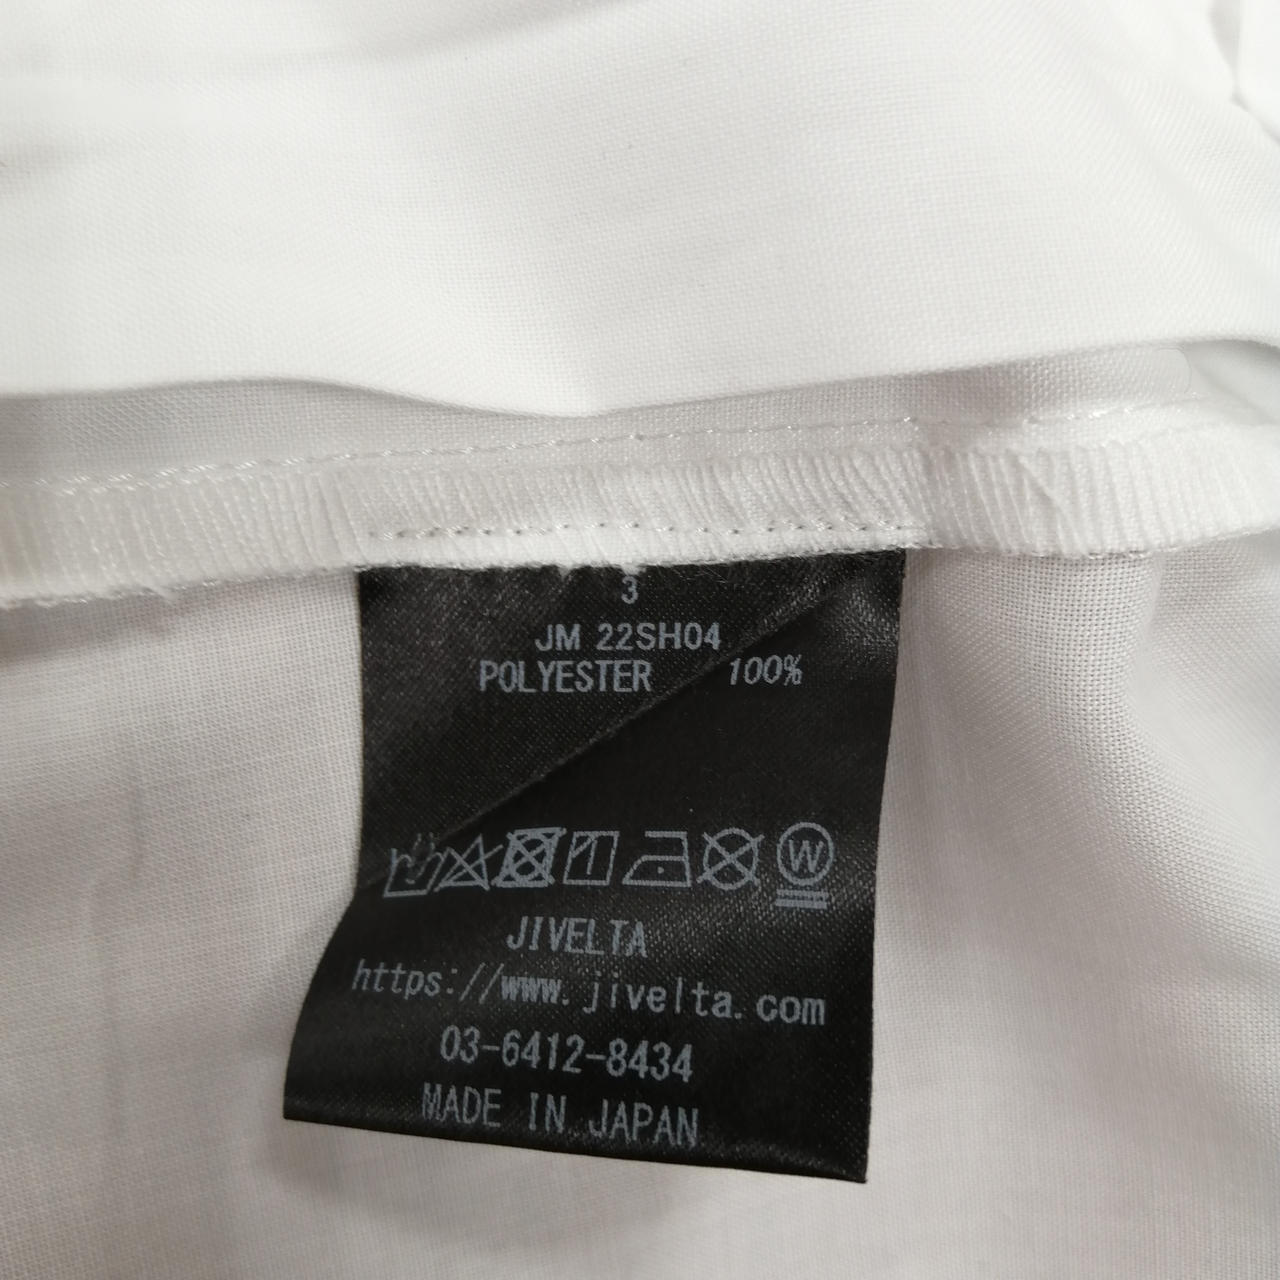 3
JM 22SH04
POLYESTER 100%
W
JIVELTA
https://www.jivelta.com
03-6412-8434
MADE IN JAPAN